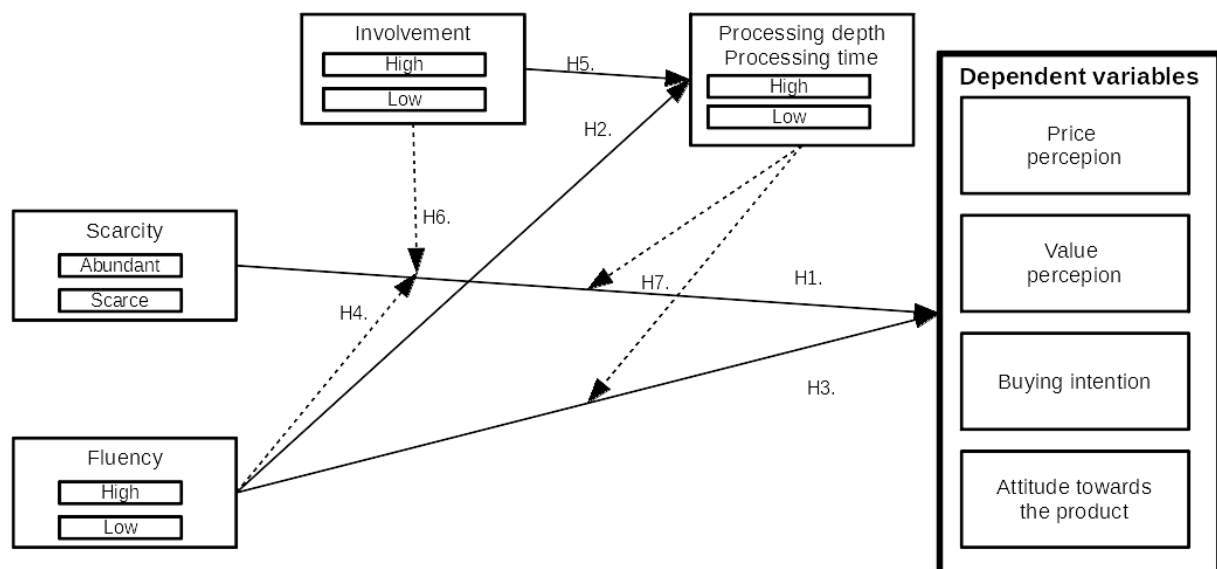 Involvement
High
Low
H5.
Processing depth
Processing time
High
Low
Dependent variables
Price
percepion
H2.
Scarcity
Abundant
Scarce
H6.
H4.
H7.
H1.
Value
percepion
H3.
Buying intention
Fluency
High
Low
Attitude towards
the product